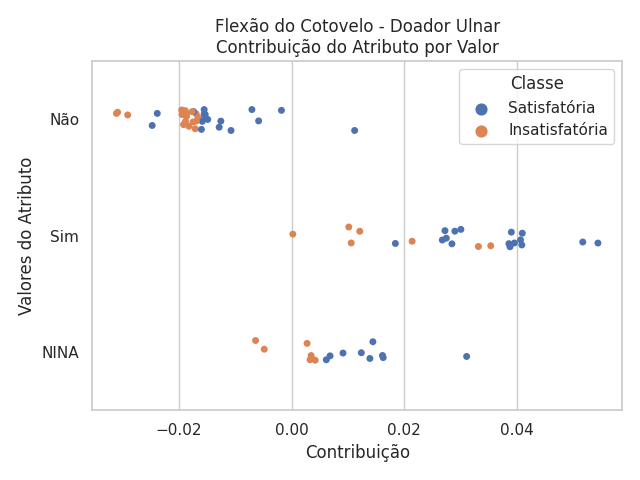 Flexão do Cotovelo - Doador Ulnar
Contribuição do Atributo por Valor
Classe
Satisfatória
Insatisfatória
Valores do Atributo
Não
Sim
NINA
−0.02
0.00
0.02
0.04
Contribuição